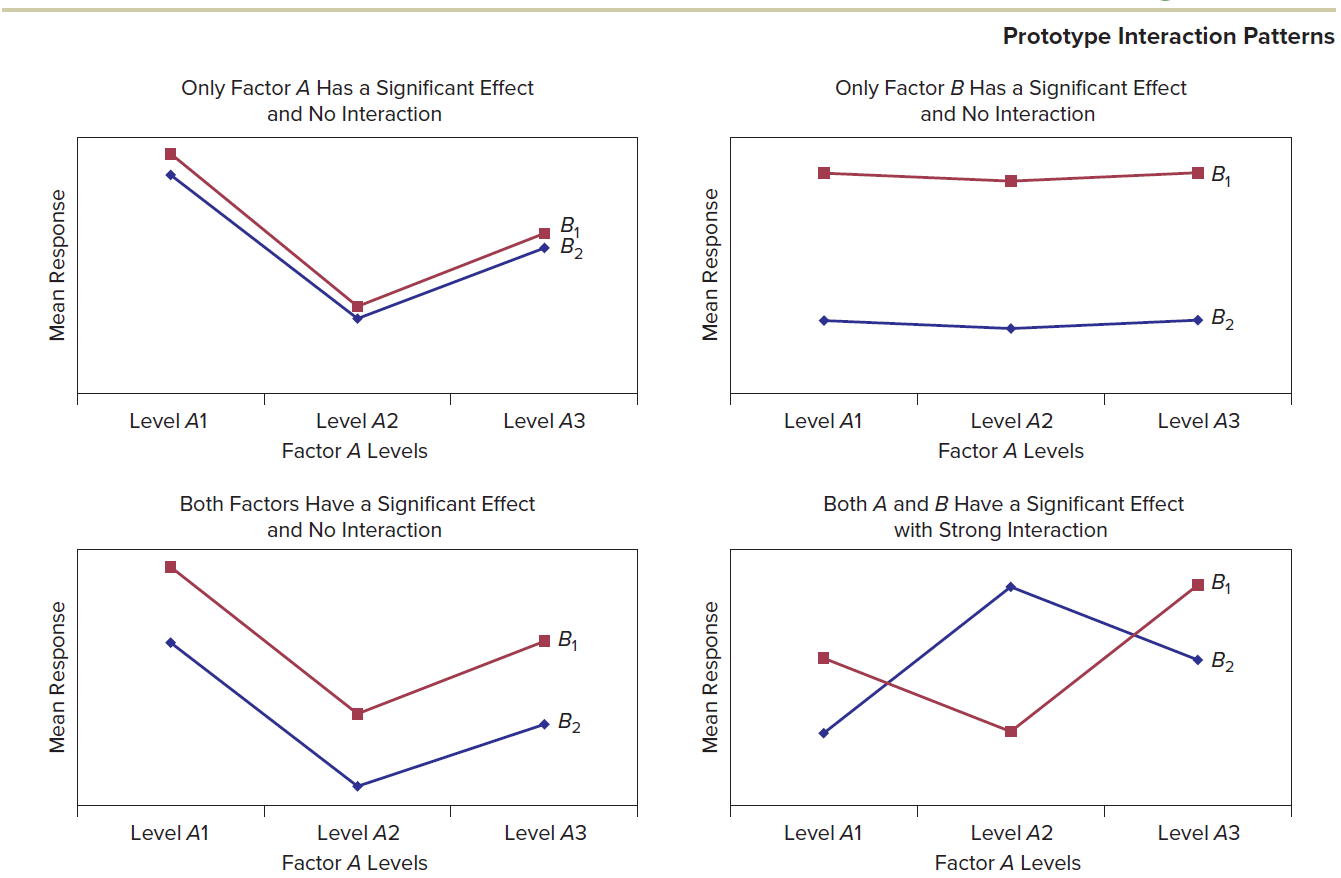 Prototype Interaction Patterns
Only Factor A Has a Significant Effect
and No Interaction
Mean Response
B1
B2
Level A1
Level A2
Level A3
Factor A Levels
Only Factor B Has a Significant Effect
and No Interaction
Mean Response
B1
B2
Level A1
Level A2
Level A3
Factor A Levels
Both Factors Have a Significant Effect
and No Interaction
Mean Response
B1
B2
Level A1
Level A2
Level A3
Factor A Levels
Both A and B Have a Significant Effect
with Strong Interaction
Mean Response
B1
B2
Level A1
Level A2
Level A3
Factor A Levels